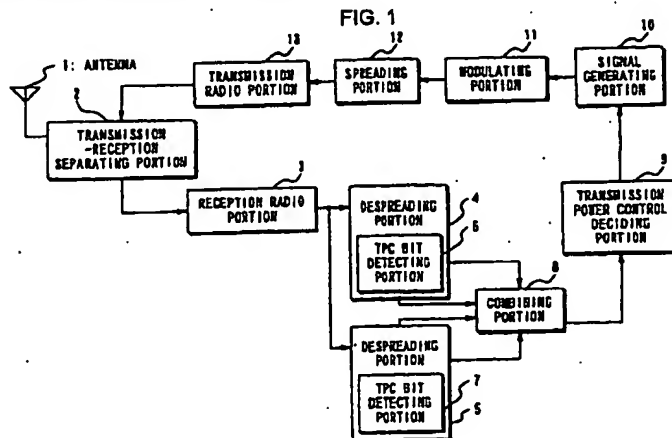 FIG. 1
13
12
11
10
1: ANTENNA
2
TRANSMISSION
RADIO PORTION
SPREADING
PORTION
MODULATING
PORTION
SIGNAL
GENERATING
PORTION
TRANSMISSION
-RECEPTION
SEPARATING PORTION
3
RECEPTION RADIO
PORTION
DESPREADING
PORTION
4
6
TPC BIT
DETECTING
PORTION
9
TRANSMISSION
POWER CONTROL
DECIDING
PORTION
8
COMBINING
PORTION
DESPREADING
PORTION
TPC BIT
DETECTING
PORTION
7
5